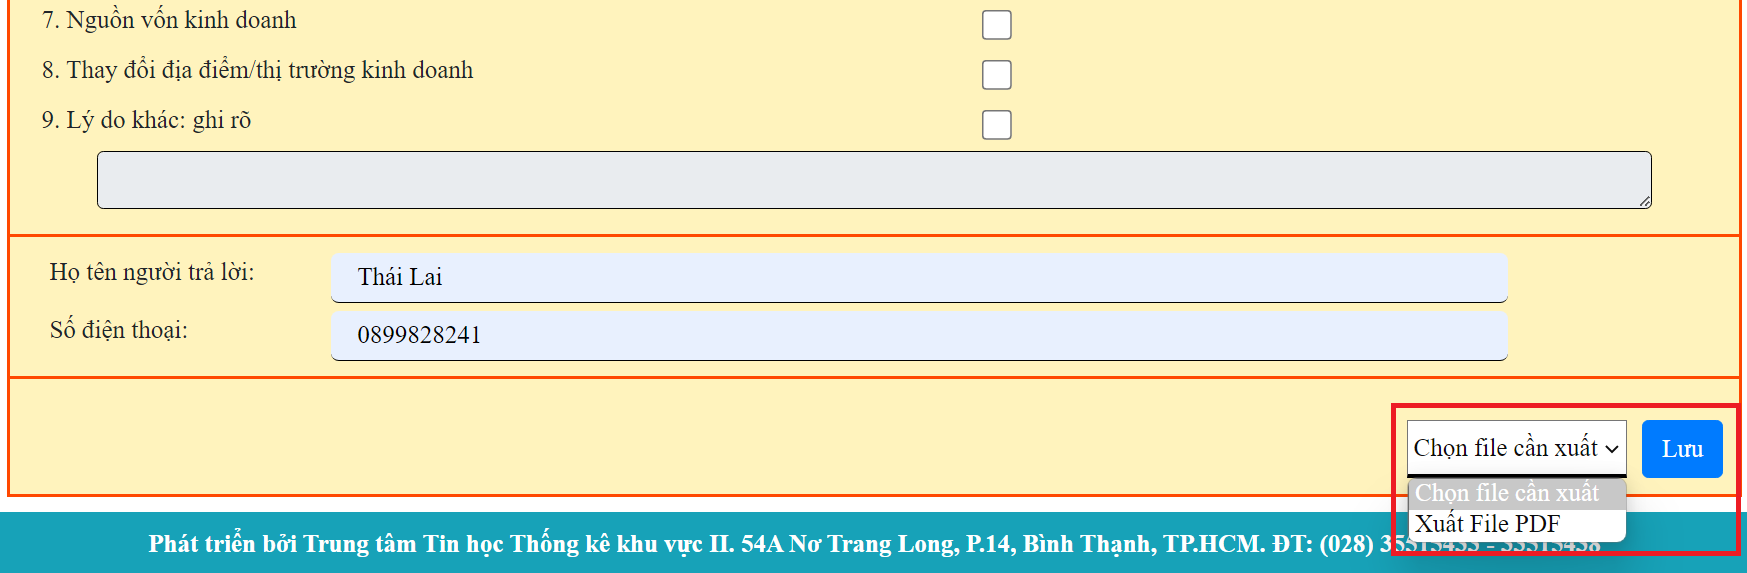 7. Nguồn vốn kinh doanh
8. Thay đổi địa điểm/thị trường kinh doanh
9. Lý do khác: ghi rõ
Họ tên người trả lời: Thái Lai
Số điện thoại: 0899828241
Chọn file cần xuất Lưu
Chọn file cần xuất
Xuất File PDF
Phát triển bởi Trung tâm Tin học Thống kê khu vực II. 54A Nơ Trang Long, P.14, Bình Thạnh, TP.HCM. ĐT: (028)